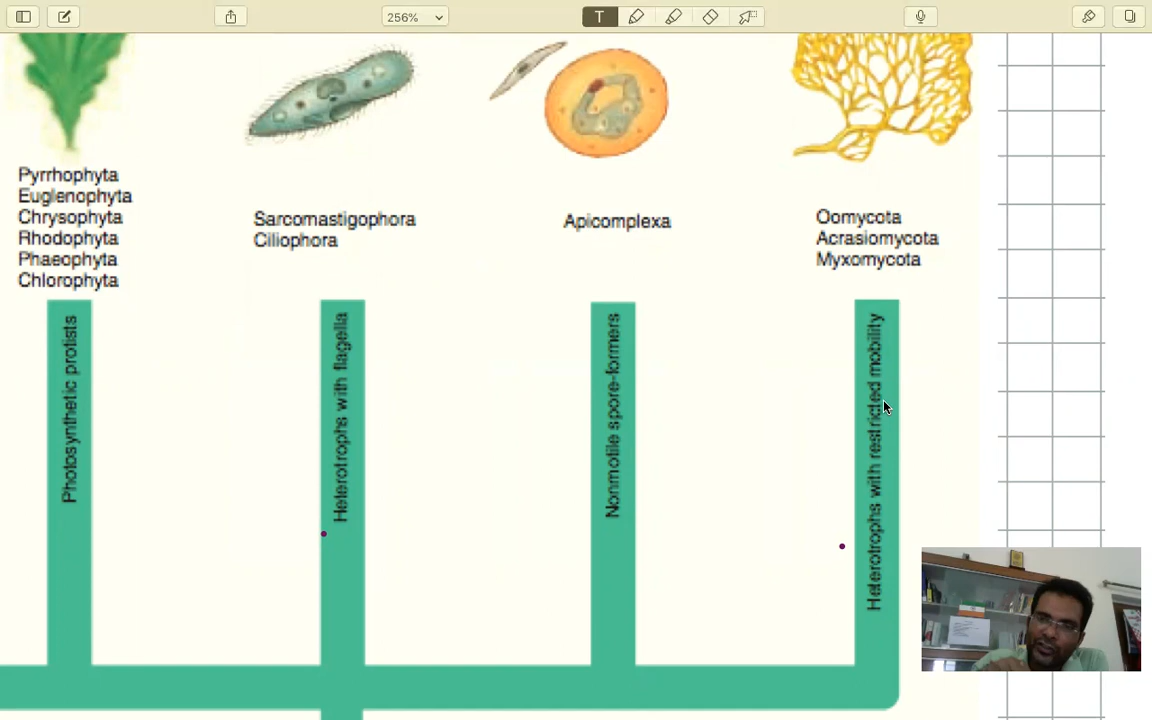 256%
T
Pyrrhophyta
Euglenophyta
Chrysophyta
Rhodophyta
Phaeophyta
Chlorophyta
Sarcomastigophora
Ciliophora
Apicomplexa
Oomycota
Acrasiomycota
Myxomycota
Photosynthetic protists
Heterotrophs with flagella
Nonmotile spore-formers
Heterotrophs with restricted mobility